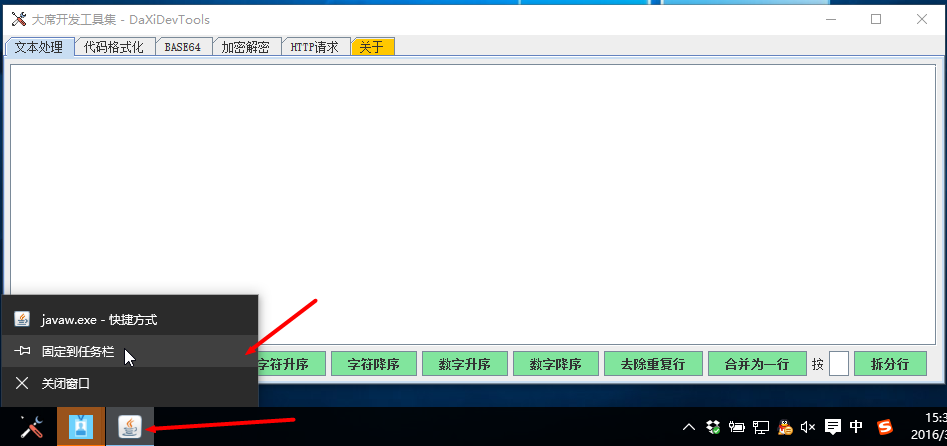 大席开发工具集 - DaXiDevTools
文本处理 代码格式化 BASE64 加密解密 HTTP请求 关于
javaw.exe - 快捷方式
固定到任务栏
关闭窗口
字符升序 字符降序 数字升序 数字降序 去除重复行 合并为一行 按 拆分行
中
15:3
2016/3